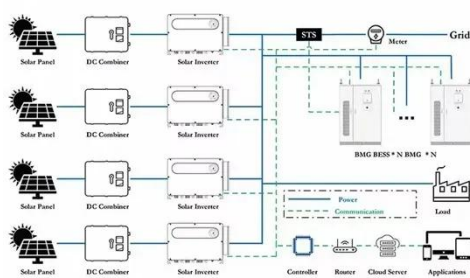 STS
Meter
Grid
Solar Panel
DC Combiner
Solar Inverter
BMG BESS * N BMG * N
Solar Panel
DC Combiner
Solar Inverter
Solar Panel
DC Combiner
Solar Inverter
Power
Communication
Load
Solar Panel
DC Combiner
Solar Inverter
Controller
Router
Cloud Server
Application